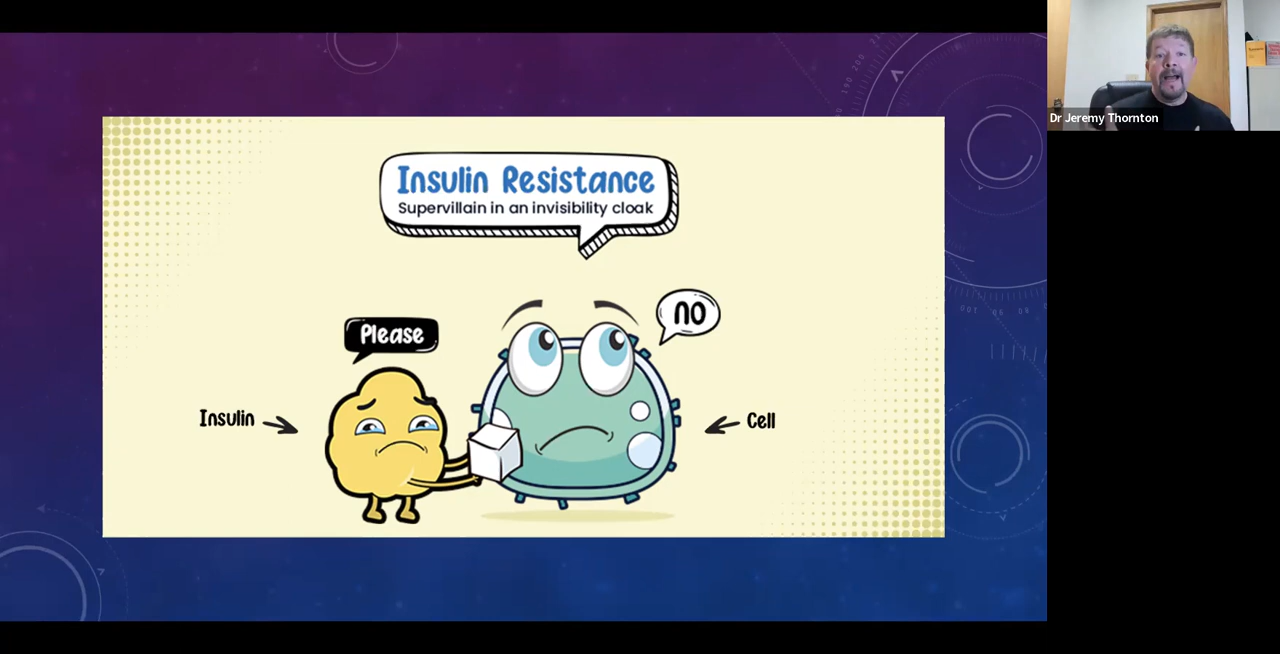 Insulin Resistance
Supervillain in an invisibility cloak
Please
NO
Insulin
Cell
Dr Jeremy Thornton